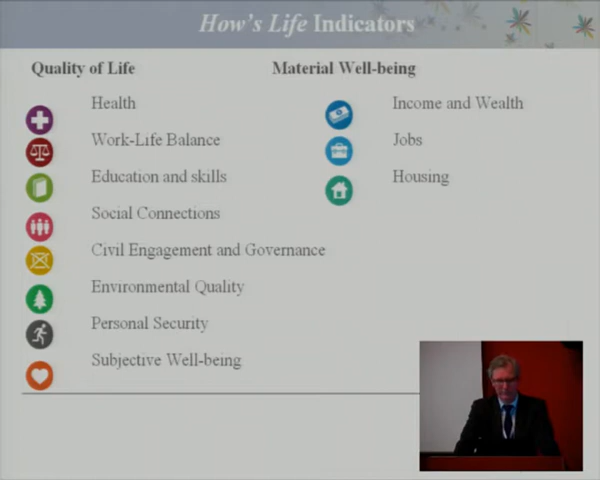 How's Life Indicators
Quality of Life
Material Well-being
Health
Income and Wealth
Work-Life Balance
Jobs
Education and skills
Housing
Social Connections
Civil Engagement and Governance
Environmental Quality
Personal Security
Subjective Well-being